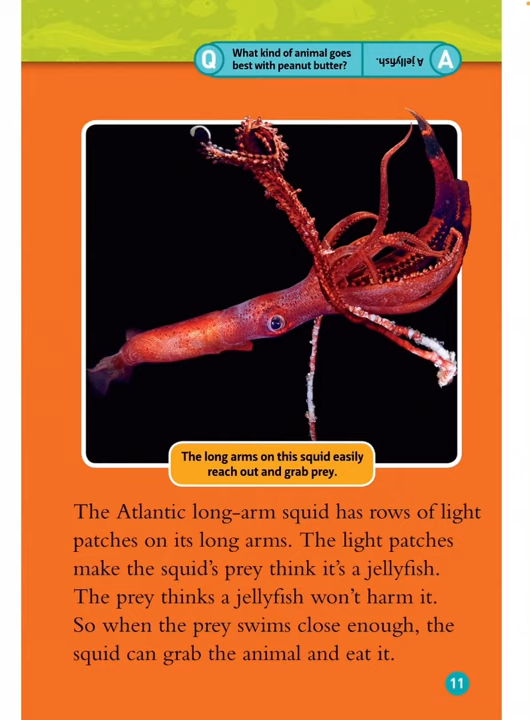 Q
What kind of animal goes
best with peanut butter?
A jellyfish.
A
The long arms on this squid easily
reach out and grab prey.
The Atlantic long-arm squid has rows of light
patches on its long arms. The light patches
make the squid’s prey think it’s a jellyfish.
The prey thinks a jellyfish won’t harm it.
So when the prey swims close enough, the
squid can grab the animal and eat it.
11